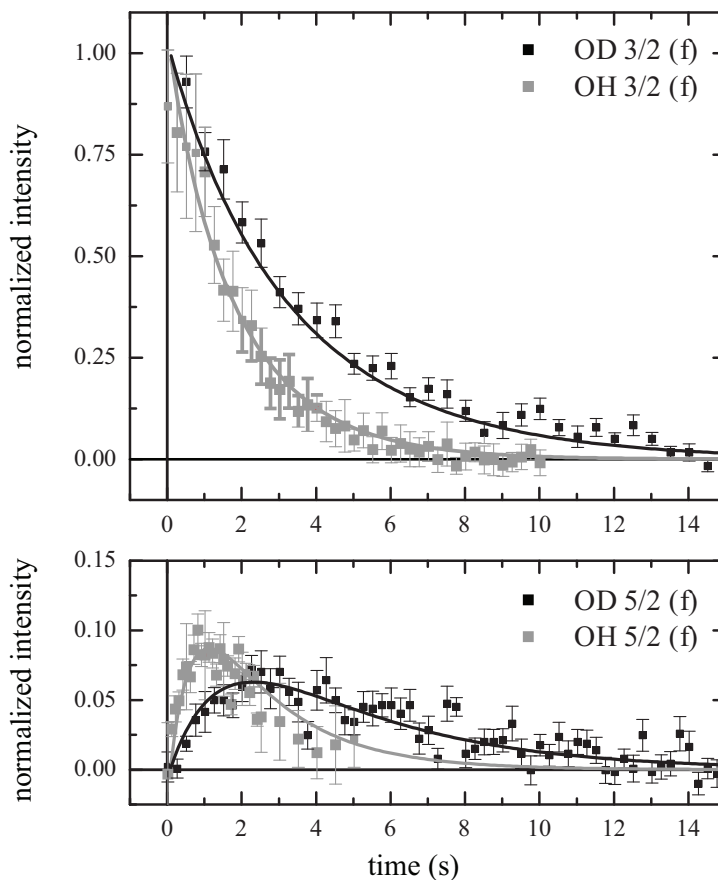 OD 3/2 (f)
OH 3/2 (f)
normalized intensity
1.00
0.75
0.50
0.25
0.00
0 2 4 6 8 10 12 14
OD 5/2 (f)
OH 5/2 (f)
normalized intensity
0.15
0.10
0.05
0.00
0 2 4 6 8 10 12 14
time (s)